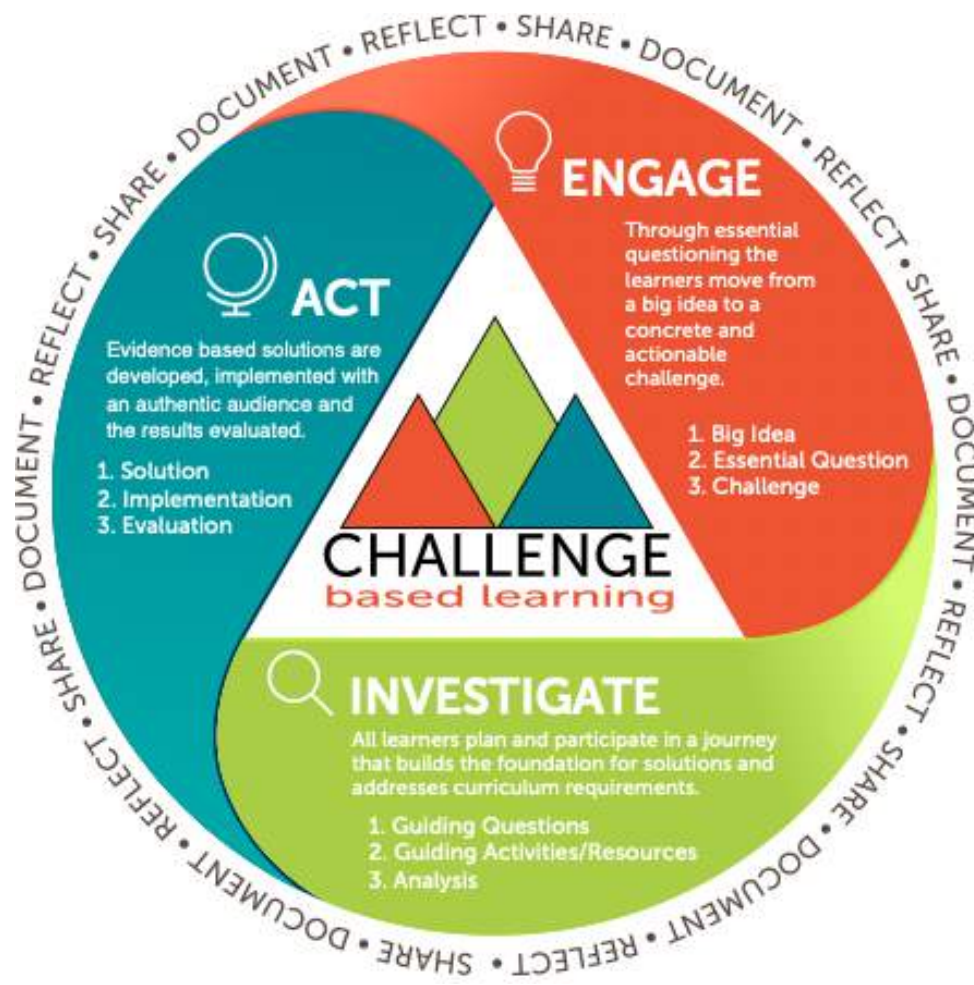 DOCUMENT • REFLECT • SHARE • DOCUMENT • REFLECT • SHARE • DOCUMENT • REFLECT • SHARE • DOCUMENT • REFLECT • SHARE • DOCUMENT • REFLECT • SHARE • DOCUMENT • REFLECT • SHARE •
ENGAGE
Through essential
questioning the
learners move from
a big idea to a
concrete and
actionable
challenge.
1. Big Idea
2. Essential Question
3. Challenge
ACT
Evidence based solutions are
developed, implemented with
an authentic audience and
the results evaluated.
1. Solution
2. Implementation
3. Evaluation
CHALLENGE
based learning
INVESTIGATE
All learners plan and participate in a journey
that builds the foundation for solutions and
addresses curriculum requirements.
1. Guiding Questions
2. Guiding Activities/Resources
3. Analysis